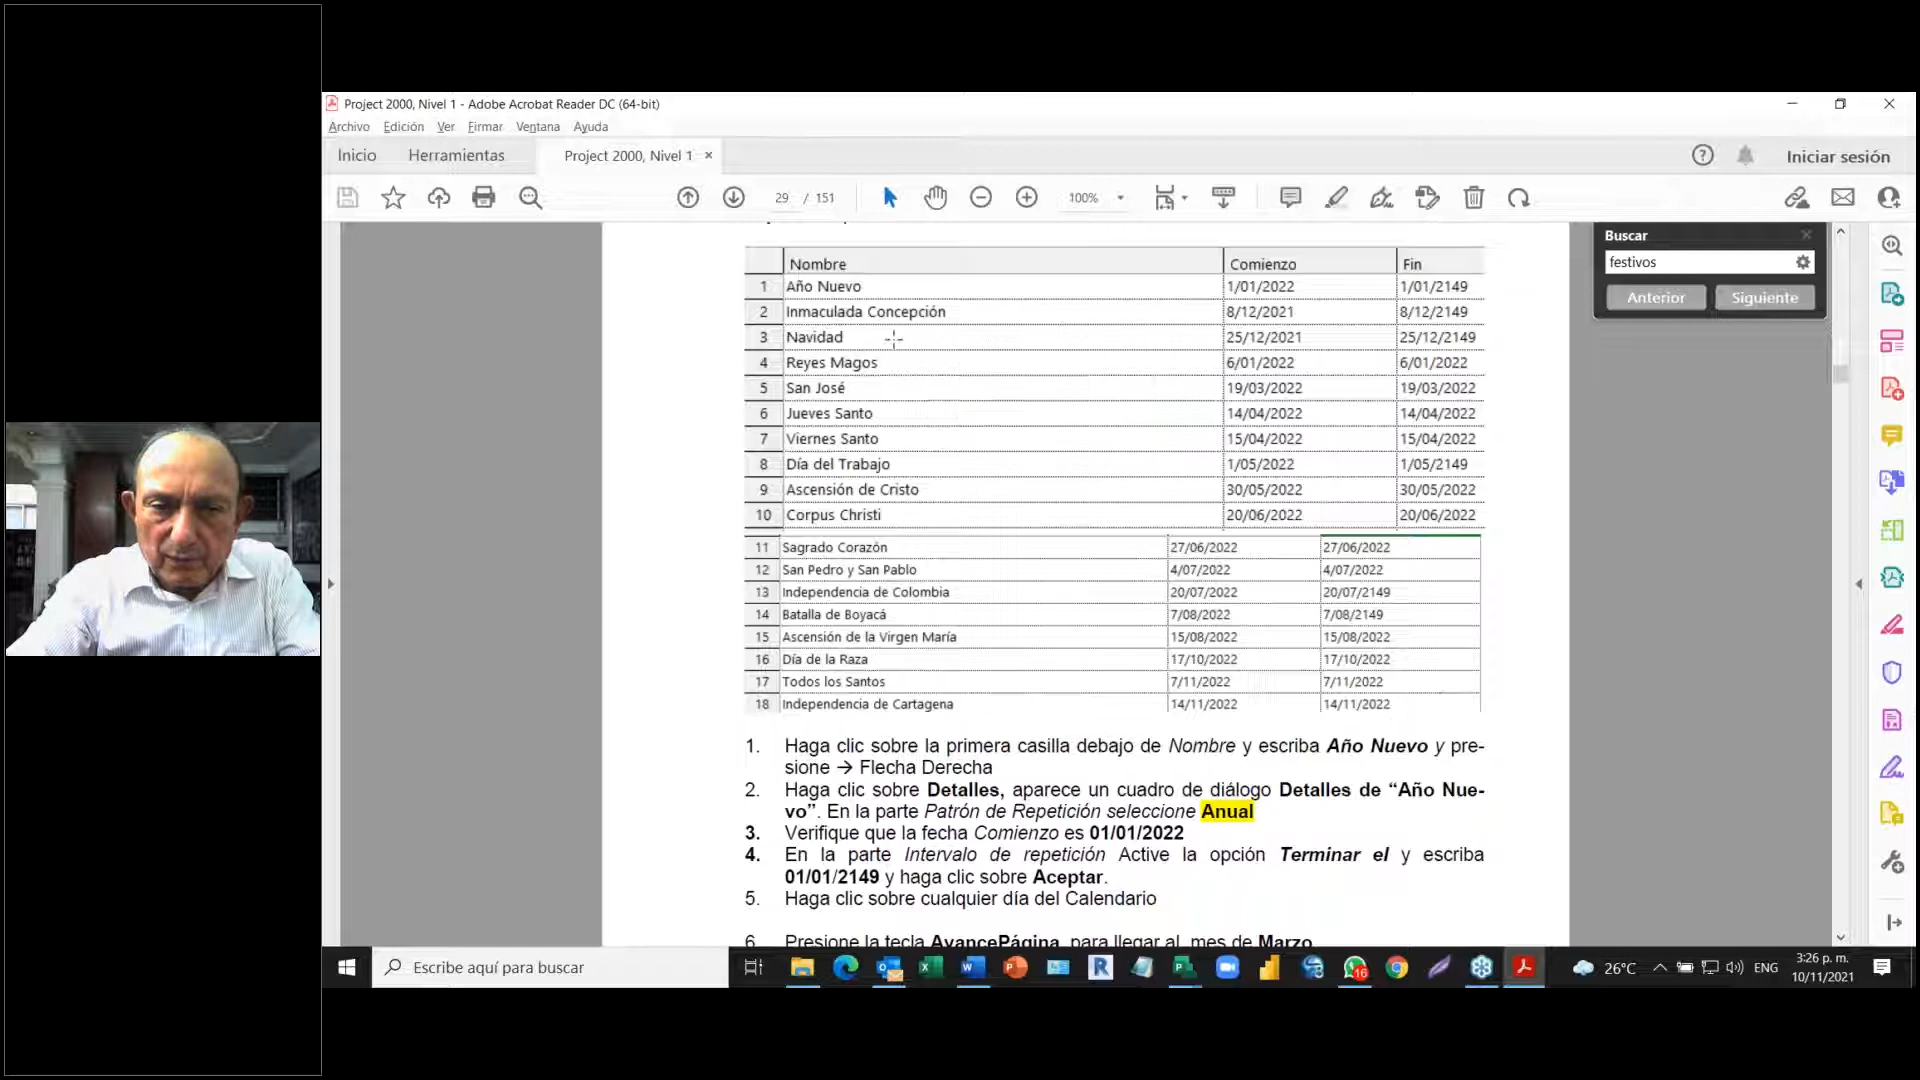 Project 2000, Nivel 1 - Adobe Acrobat Reader DC (64-bit)
Archivo Edición Ver Firmar Ventana Ayuda
Inicio Herramientas Project 2000, Nivel 1 × Iniciar sesión
29 / 151 100%
Buscar
festivos
Anterior Siguiente
Nombre Comienzo Fin
1 Año Nuevo 1/01/2022 1/01/2149
2 Inmaculada Concepción 8/12/2021 8/12/2149
3 Navidad 25/12/2021 25/12/2149
4 Reyes Magos 6/01/2022 6/01/2022
5 San José 19/03/2022 19/03/2022
6 Jueves Santo 14/04/2022 14/04/2022
7 Viernes Santo 15/04/2022 15/04/2022
8 Día del Trabajo 1/05/2022 1/05/2149
9 Ascensión de Cristo 30/05/2022 30/05/2022
10 Corpus Christi 20/06/2022 20/06/2022
11 Sagrado Corazón 27/06/2022 27/06/2022
12 San Pedro y San Pablo 4/07/2022 4/07/2022
13 Independencia de Colombia 20/07/2022 20/07/2149
14 Batalla de Boyacá 7/08/2022 7/08/2149
15 Ascensión de la Virgen María 15/08/2022 15/08/2022
16 Día de la Raza 17/10/2022 17/10/2022
17 Todos los Santos 7/11/2022 7/11/2022
18 Independencia de Cartagena 14/11/2022 14/11/2022
1. Haga clic sobre la primera casilla debajo de Nombre y escriba Año Nuevo y pre-
sione → Flecha Derecha
2. Haga clic sobre Detalles, aparece un cuadro de diálogo Detalles de “Año Nue-
vo”. En la parte Patrón de Repetición seleccione Anual
3. Verifique que la fecha Comienzo es 01/01/2022
4. En la parte Intervalo de repetición Active la opción Terminar el y escriba
01/01/2149 y haga clic sobre Aceptar.
5. Haga clic sobre cualquier día del Calendario
6. Presione la tecla AvancePágina, para llegar al mes de Marzo
Escribe aquí para buscar
16
26°C ENG 3:26 p. m.
10/11/2021